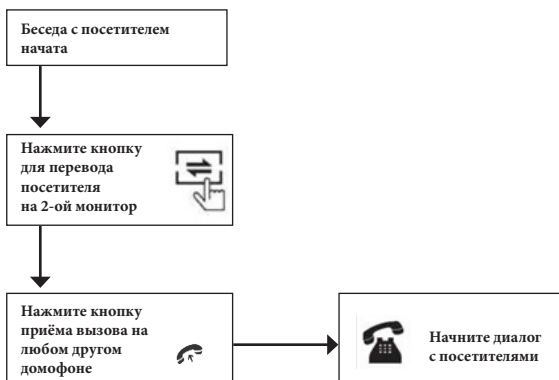 Беседа с посетителем
начата
Нажмите кнопку
для перевода
посетителя
на 2-ой монитор
Нажмите кнопку
приёма вызова на
любом другом
домофоне
Начните диалог
с посетителями